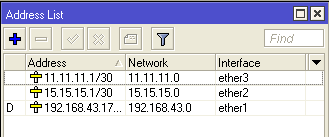 Address List
Find
Address Network Interface
11.11.11.1/30 11.11.11.0 ether3
15.15.15.1/30 15.15.15.0 ether2
D 192.168.43.17... 192.168.43.0 ether1